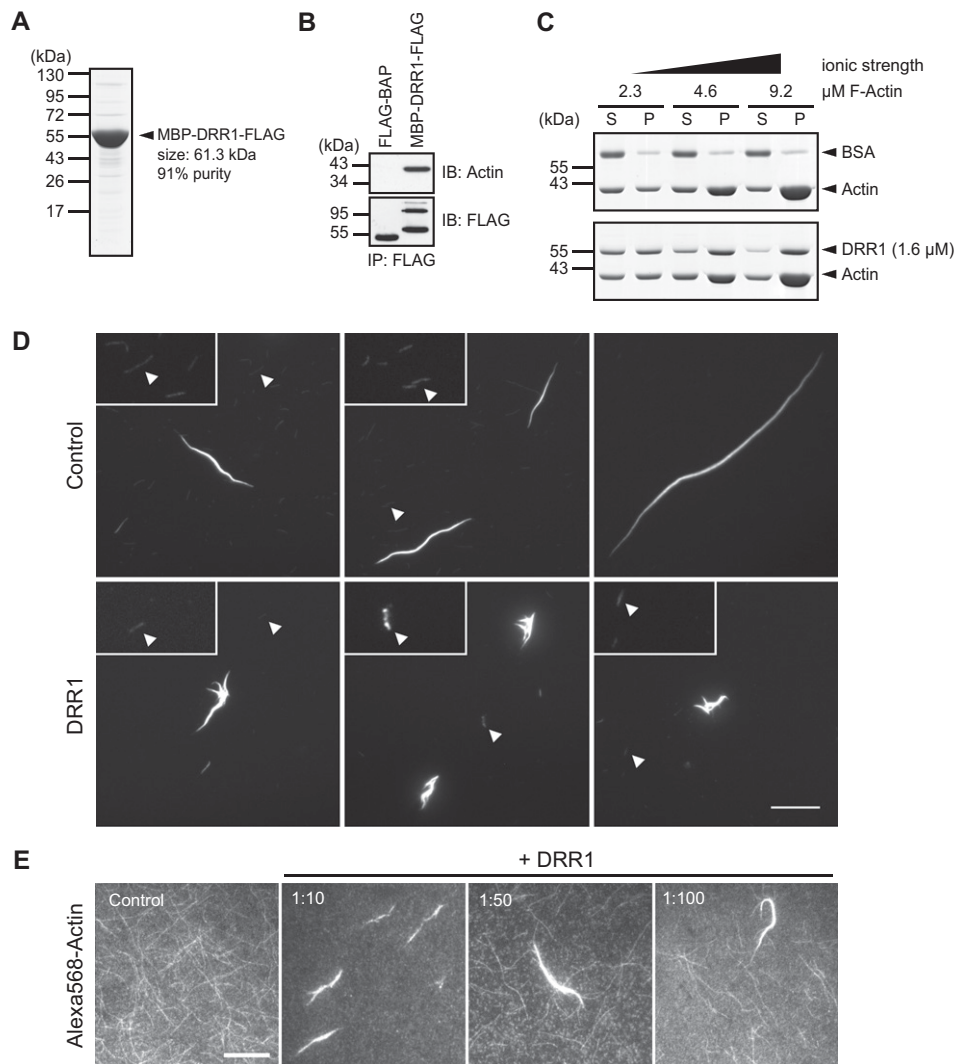 A
(kDa)
130
95
72
55
43
26
17
MBP-DRR1-FLAG
size: 61.3 kDa
91% purity
B
FLAG-BAP
MBP-DRR1-FLAG
(kDa)
43
34
IB: Actin
95
55
IB: FLAG
IP: FLAG
C
ionic strength
2.3 4.6 9.2 µM F-Actin
(kDa) S P S P S P
55
43
BSA
Actin
55
43
DRR1 (1.6 µM)
Actin
D
Control
DRR1
E
+ DRR1
Alexa568-Actin
Control
1:10
1:50
1:100